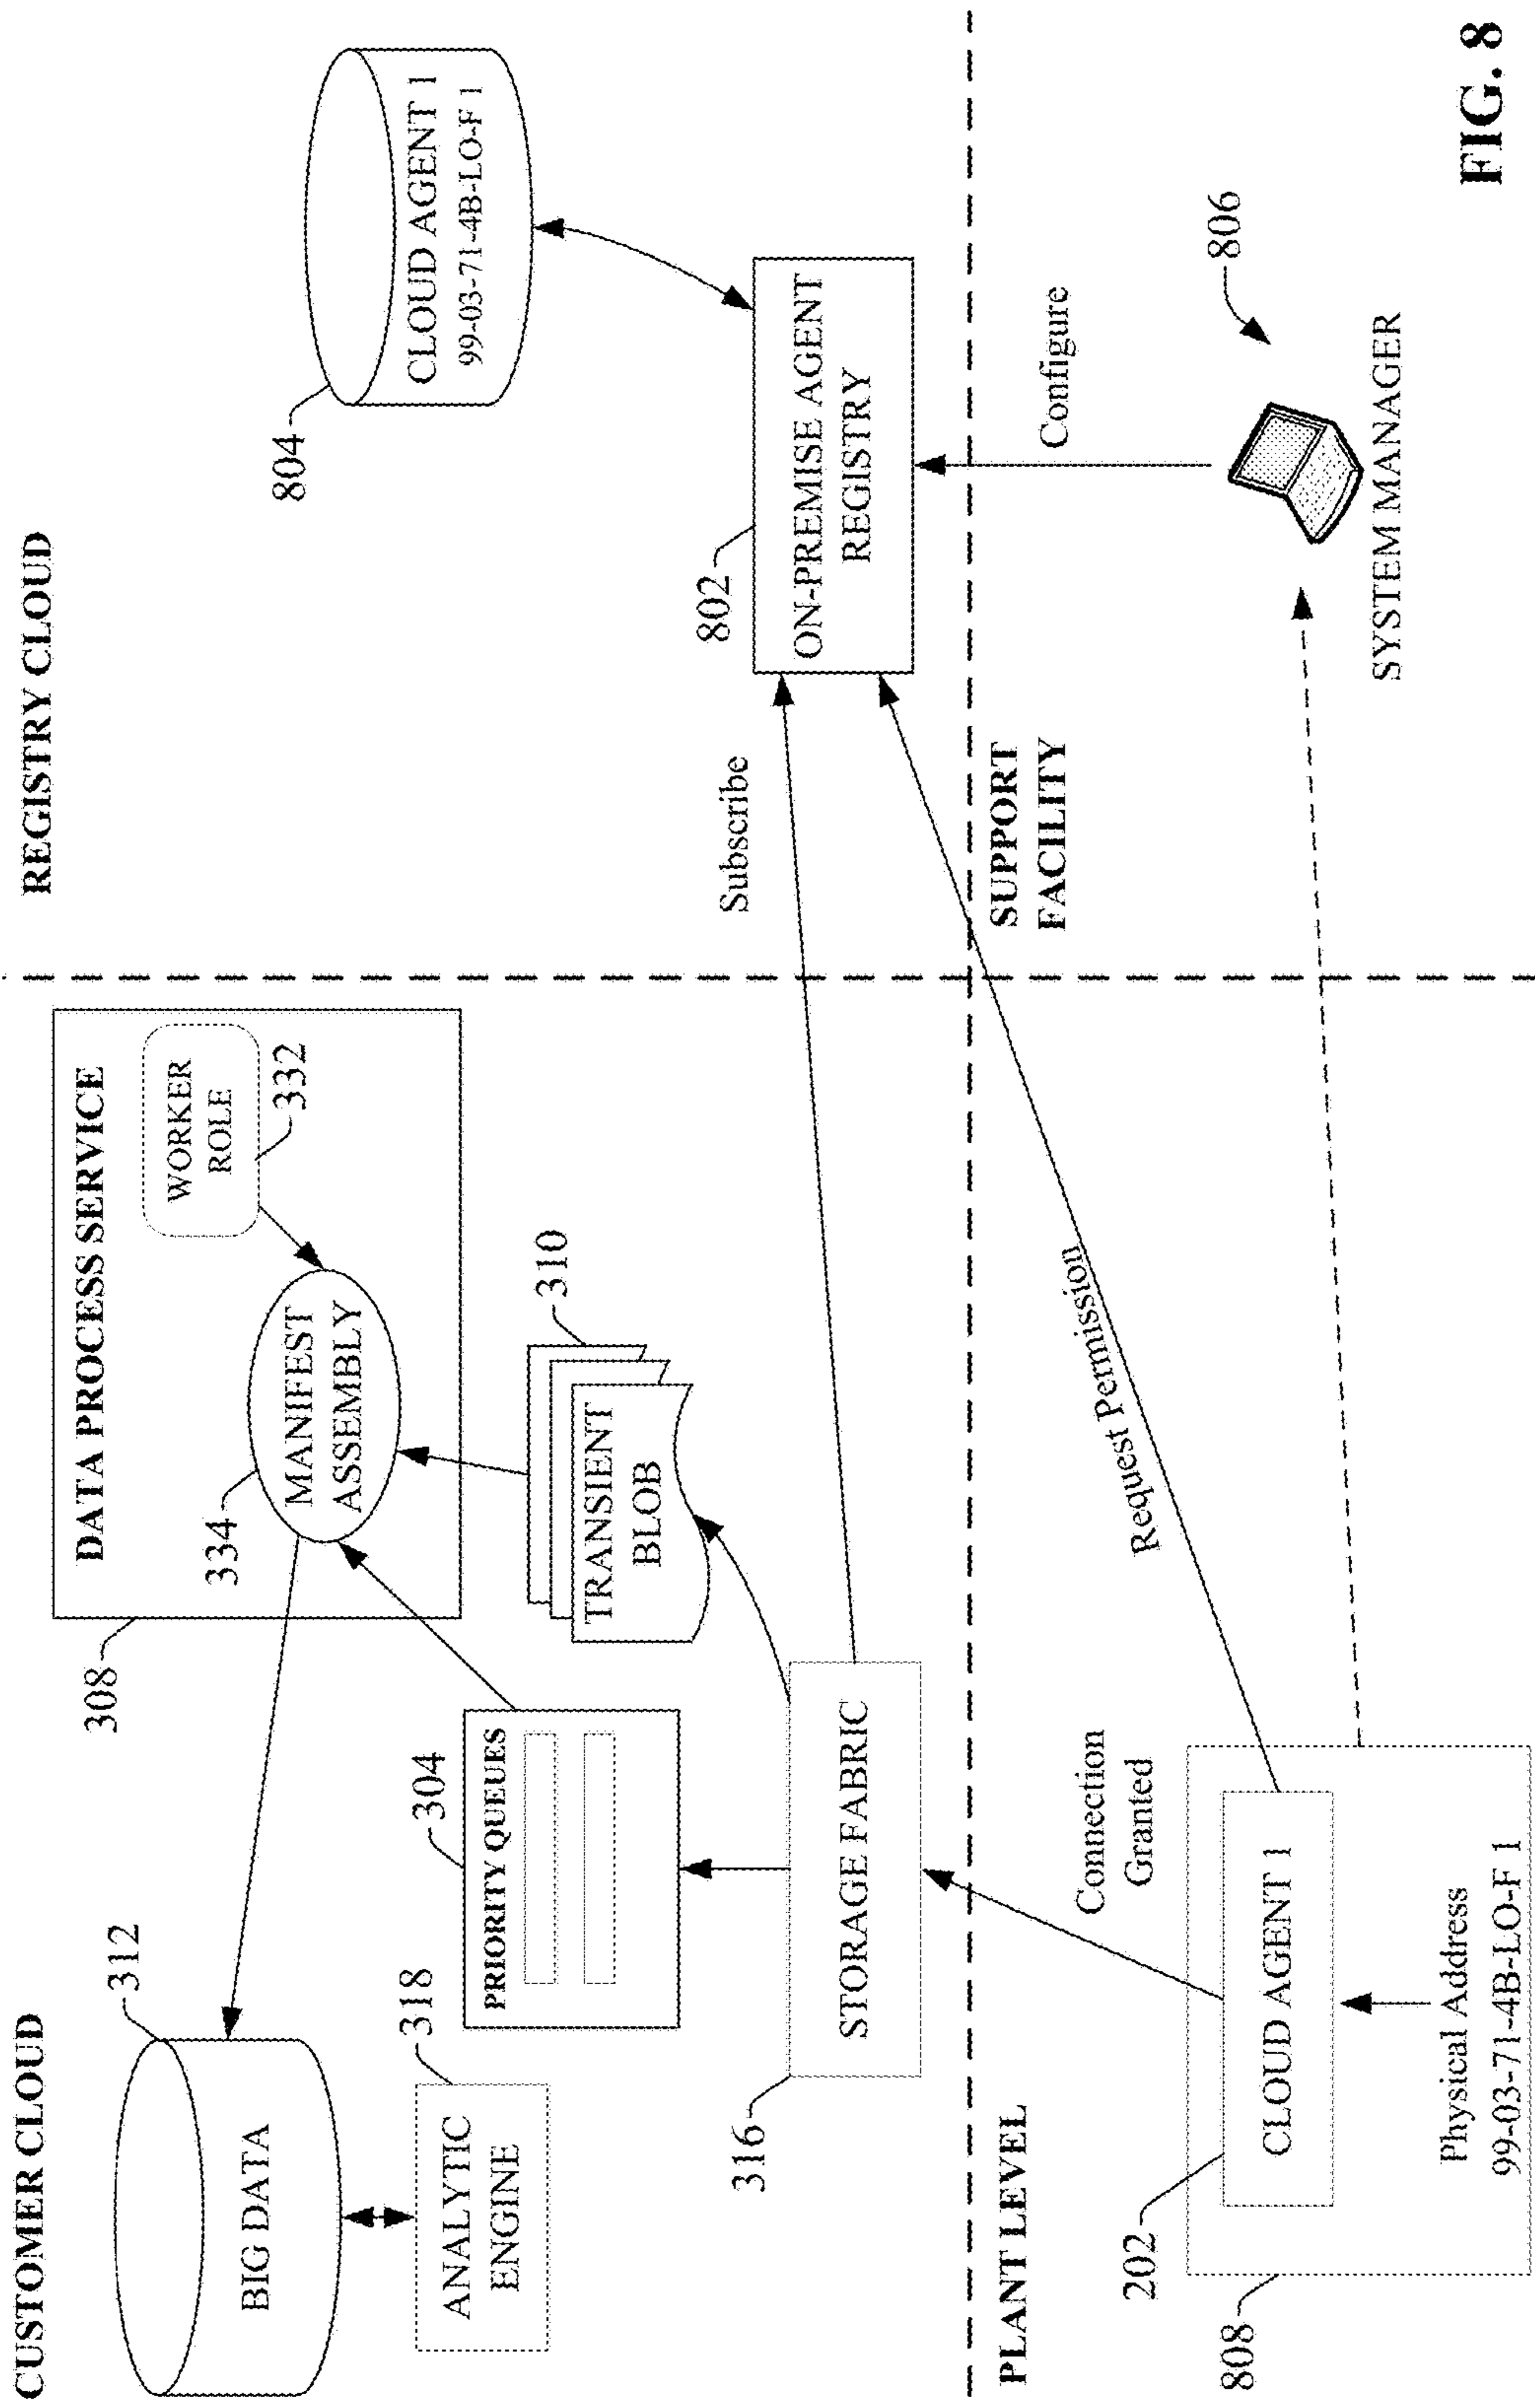 CUSTOMER CLOUD
REGISTRY CLOUD
312
BIG DATA
318
ANALYTIC
ENGINE
308
DATA PROCESS SERVICE
334
MANIFEST
ASSEMBLY
WORKER
ROLE
332
304
PRIORITY QUEUES
310
TRANSIENT
BLOB
316
STORAGE FABRIC
Subscribe
804
CLOUD AGENT 1
99-03-71-4B-LO-F 1
802
ON-PREMISE AGENT
REGISTRY
PLANT LEVEL
SUPPORT
FACILITY
Connection
Granted
Request Permission
Configure
202
CLOUD AGENT 1
808
Physical Address
99-03-71-4B-LO-F 1
806
SYSTEM MANAGER
FIG. 8